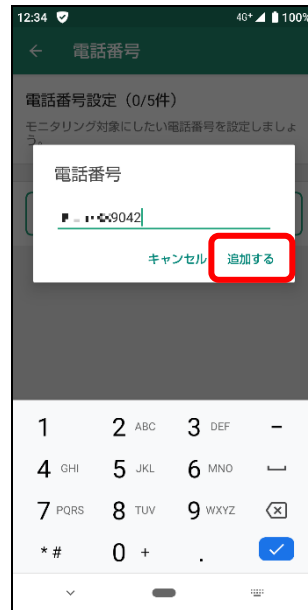 12:34 4G+ 100%
← 電話番号
電話番号設定（0/5件）
モニタリング対象にしたい電話番号を設定しましょ
う。
電話番号
9042
キャンセル 追加する
1 2 ABC 3 DEF -
4 GHI 5 JKL 6 MNO
7 PQRS 8 TUV 9 WXYZ
* # 0 + .